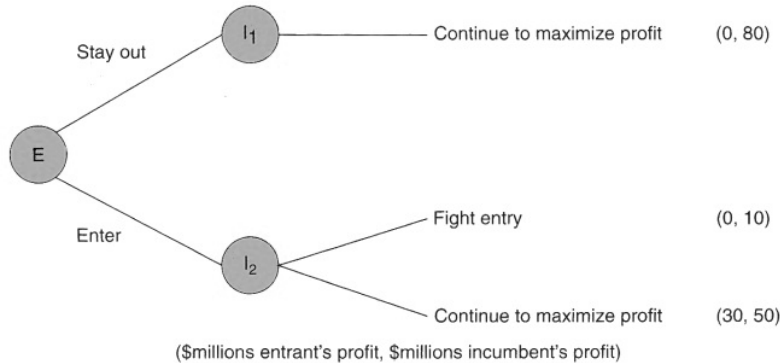 I1
Continue to maximize profit (0, 80)
Stay out
E
Enter
Fight entry (0, 10)
I2
Continue to maximize profit (30, 50)
($millions entrant's profit, $millions incumbent's profit)